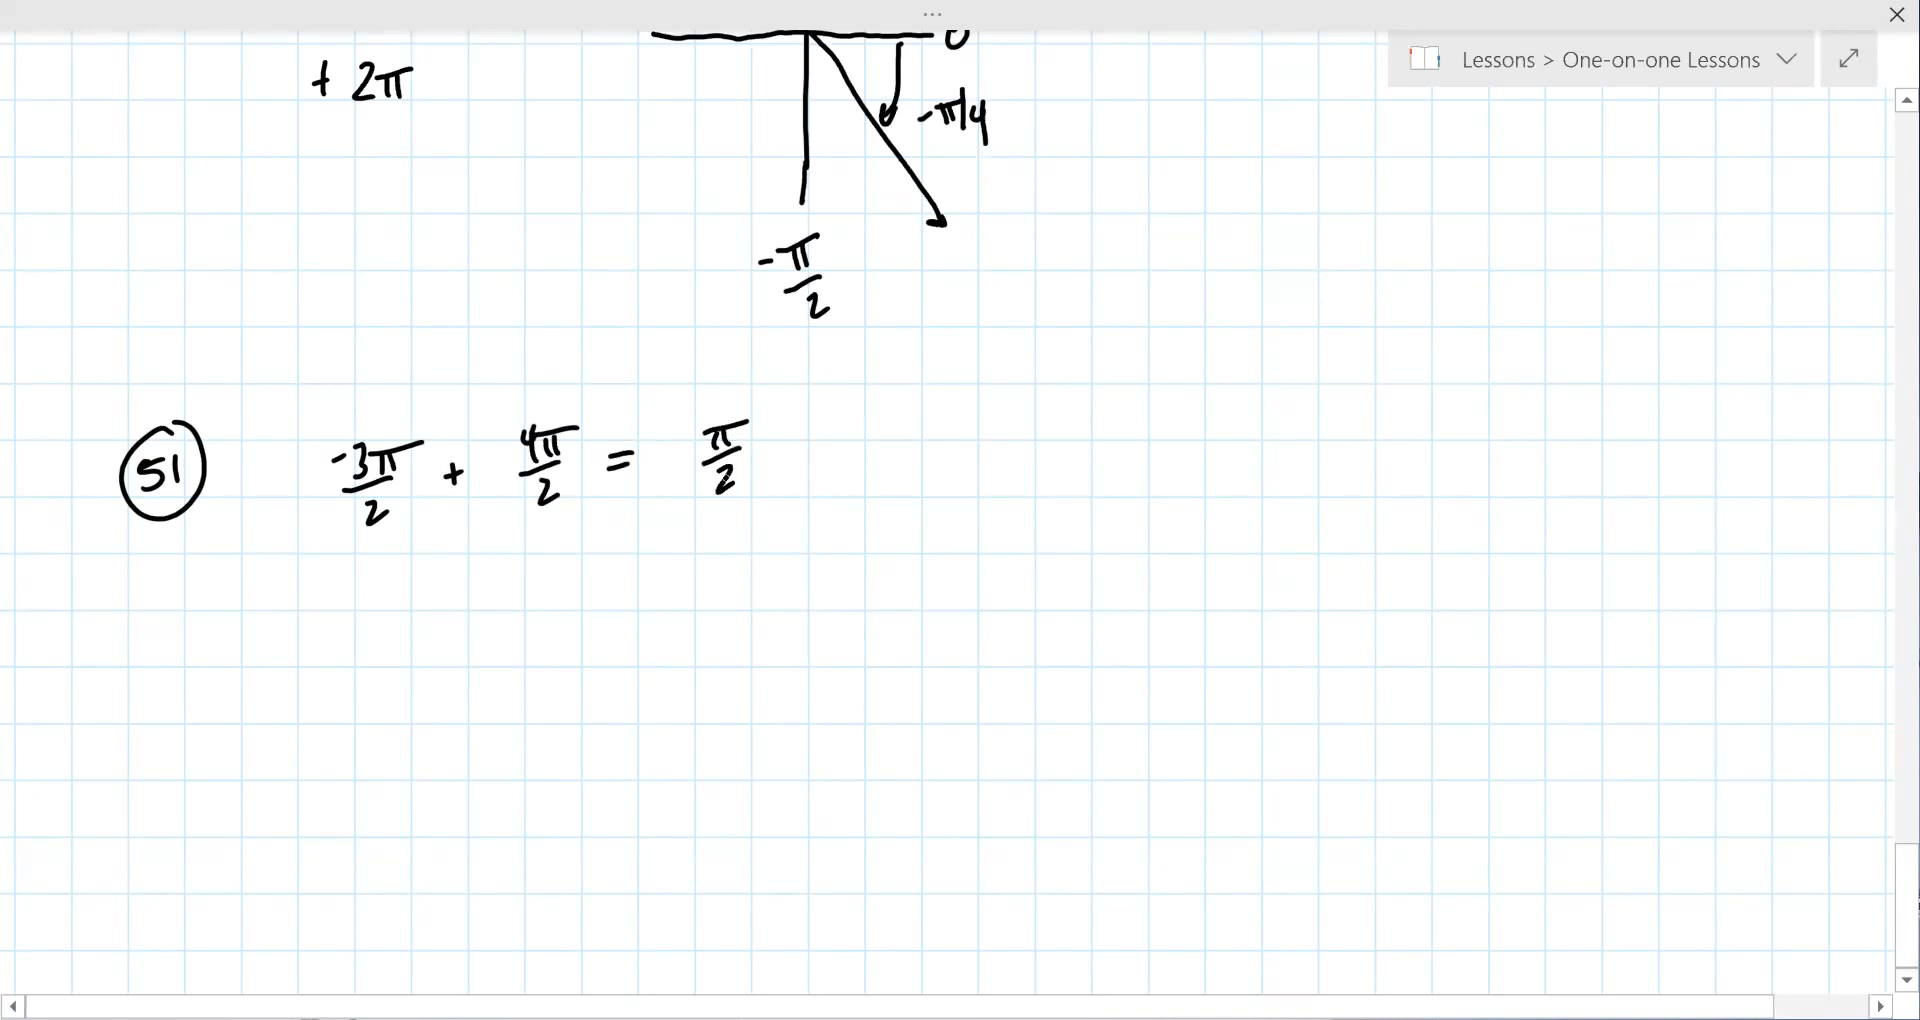 Lessons > One-on-one Lessons
0
+ 2π
-π/4
-π/2
51 -3π/2 + 4π/2 = π/2